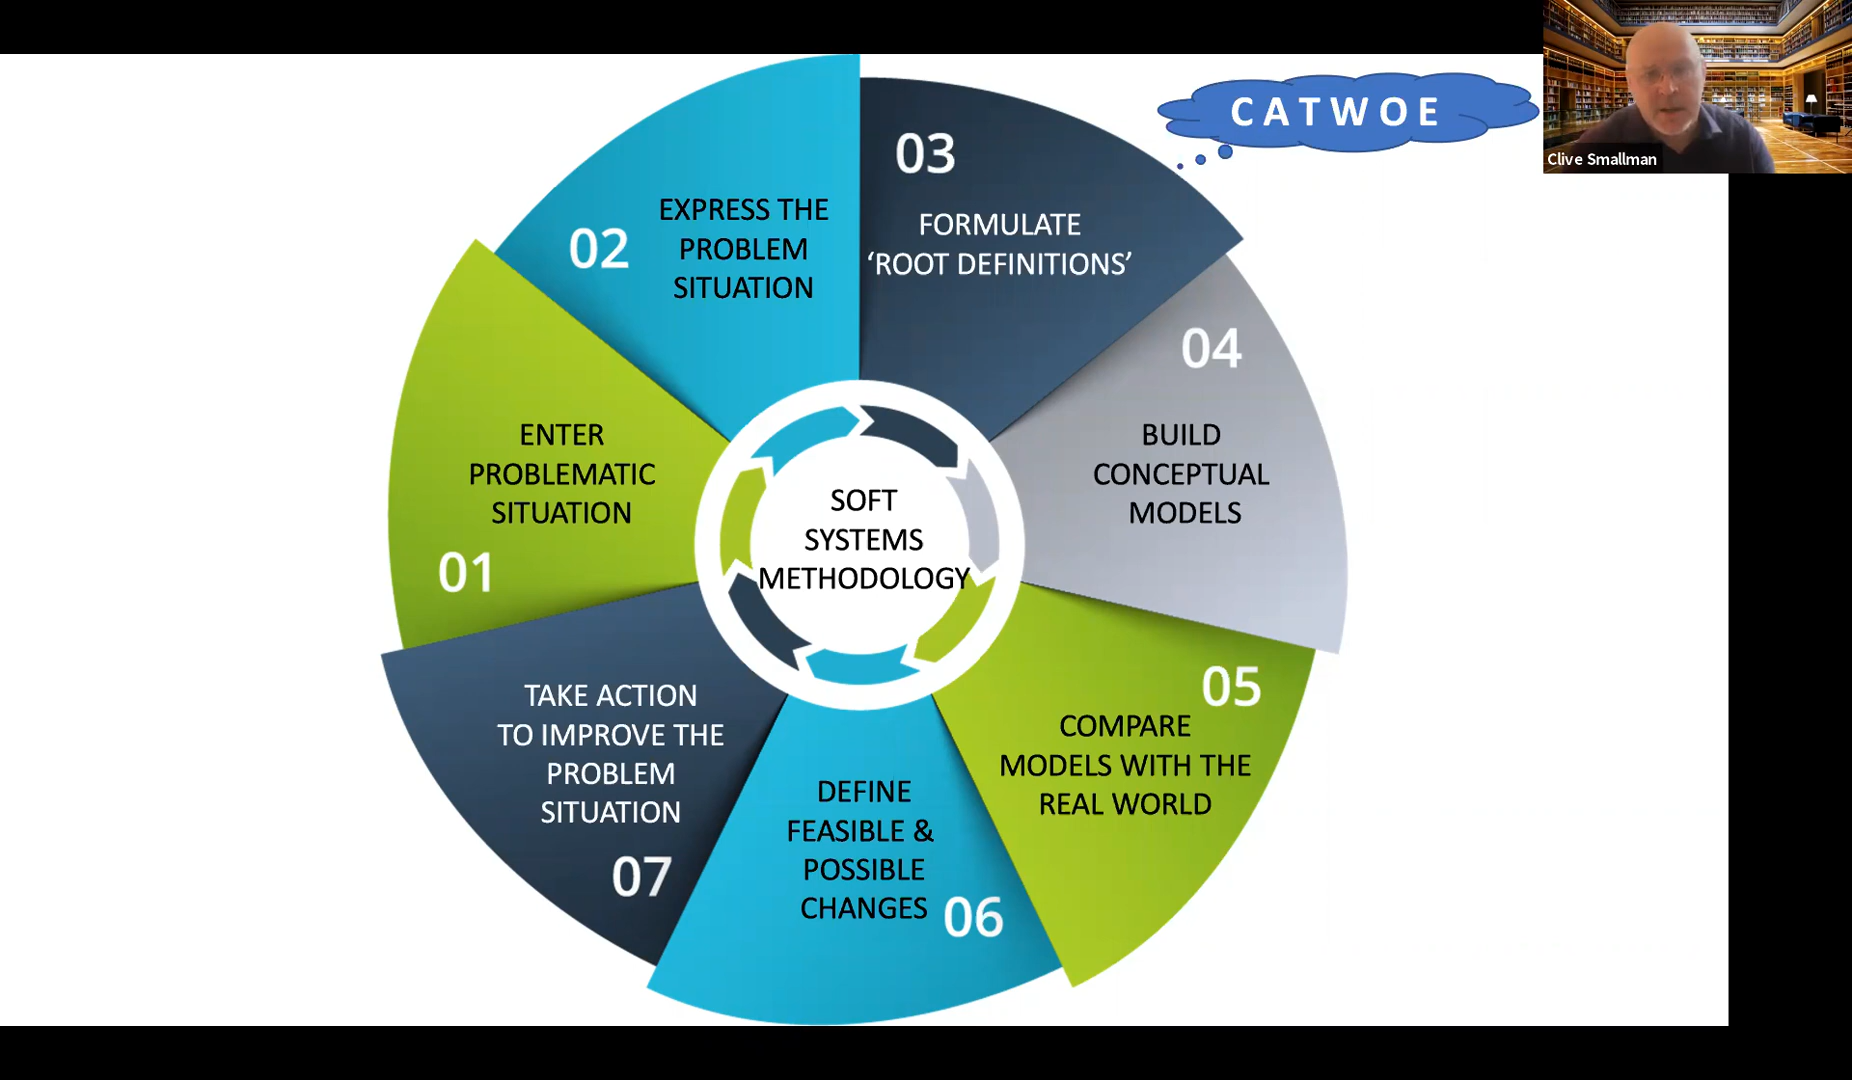 C A T W O E
Clive Smallman
03
FORMULATE
‘ROOT DEFINITIONS’
02
EXPRESS THE
PROBLEM
SITUATION
04
BUILD
CONCEPTUAL
MODELS
ENTER
PROBLEMATIC
SITUATION
01
SOFT
SYSTEMS
METHODOLOGY
05
COMPARE
MODELS WITH THE
REAL WORLD
TAKE ACTION
TO IMPROVE THE
PROBLEM
SITUATION
07
DEFINE
FEASIBLE &
POSSIBLE
CHANGES
06